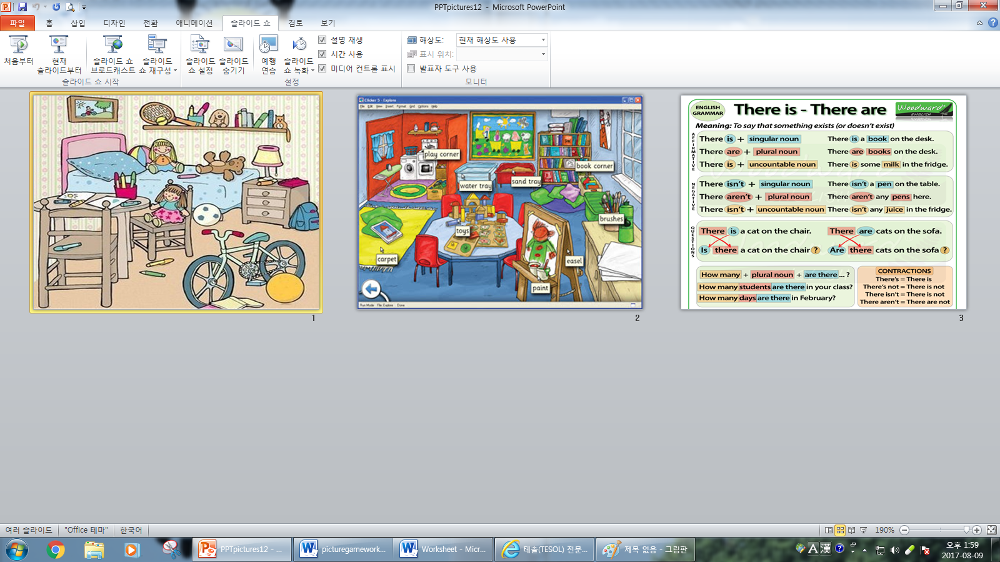 PPTpictures12 - Microsoft PowerPoint
파일 홈 삽입 디자인 전환 애니메이션 슬라이드 쇼 검토 보기
처음부터
현재
슬라이드부터
슬라이드 쇼
브로드캐스트
슬라이드
쇼 재구성
슬라이드 쇼 시작
슬라이드
쇼 설정
슬라이드
숨기기
예행
연습
슬라이드
쇼 녹화
설명 재생
시간 사용
미디어 컨트롤 표시
설정
해상도: 현재 해상도 사용
표시 위치:
발표자 도구 사용
모니터
1
Clicker 5 - Explore
File Edit View Insert Format Grid Options Help
play corner
book corner
water tray
sand tray
brushes
toys
carpet
easel
paint
Run Mode File Explore Done
2
ENGLISH
GRAMMAR
There is - There are
Woodward
ENGLISH
Meaning: To say that something exists (or doesn't exist)
AFFIRMATIVE
There is + singular noun There is a book on the desk.
There are + plural noun There are books on the desk.
There is + uncountable noun There is some milk in the fridge.
NEGATIVE
There isn't + singular noun There isn't a pen on the table.
There aren't + plural noun There aren't any pens here.
There isn't + uncountable noun There isn't any juice in the fridge.
QUESTIONS
There is a cat on the chair. There are cats on the sofa.
Is there a cat on the chair ? Are there cats on the sofa ?
How many + plural noun + are there ... ?
How many students are there in your class?
How many days are there in February?
CONTRACTIONS
There's = There is
There's not = There is not
There isn't = There is not
There aren't = There are not
3
여러 슬라이드 "Office 테마" 한국어 190%
PPTpictures12 - ... picturegamework... Worksheet - Micr... 테솔(TESOL) 전문... 제목 없음 - 그림판
A 漢
오후 1:59
2017-08-09